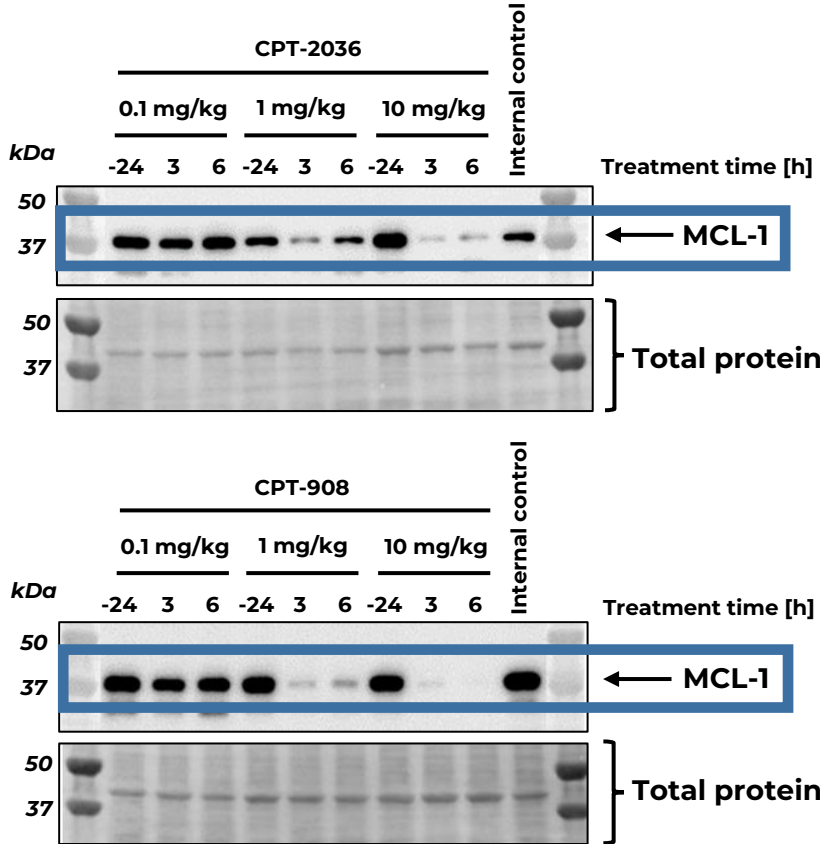 CPT-2036
Internal control
0.1 mg/kg 1 mg/kg 10 mg/kg
kDa
-24 3 6 -24 3 6 -24 3 6 Treatment time [h]
50
37 MCL-1
50
37 Total protein
CPT-908
Internal control
0.1 mg/kg 1 mg/kg 10 mg/kg
kDa
-24 3 6 -24 3 6 -24 3 6 Treatment time [h]
50
37 MCL-1
50
37 Total protein